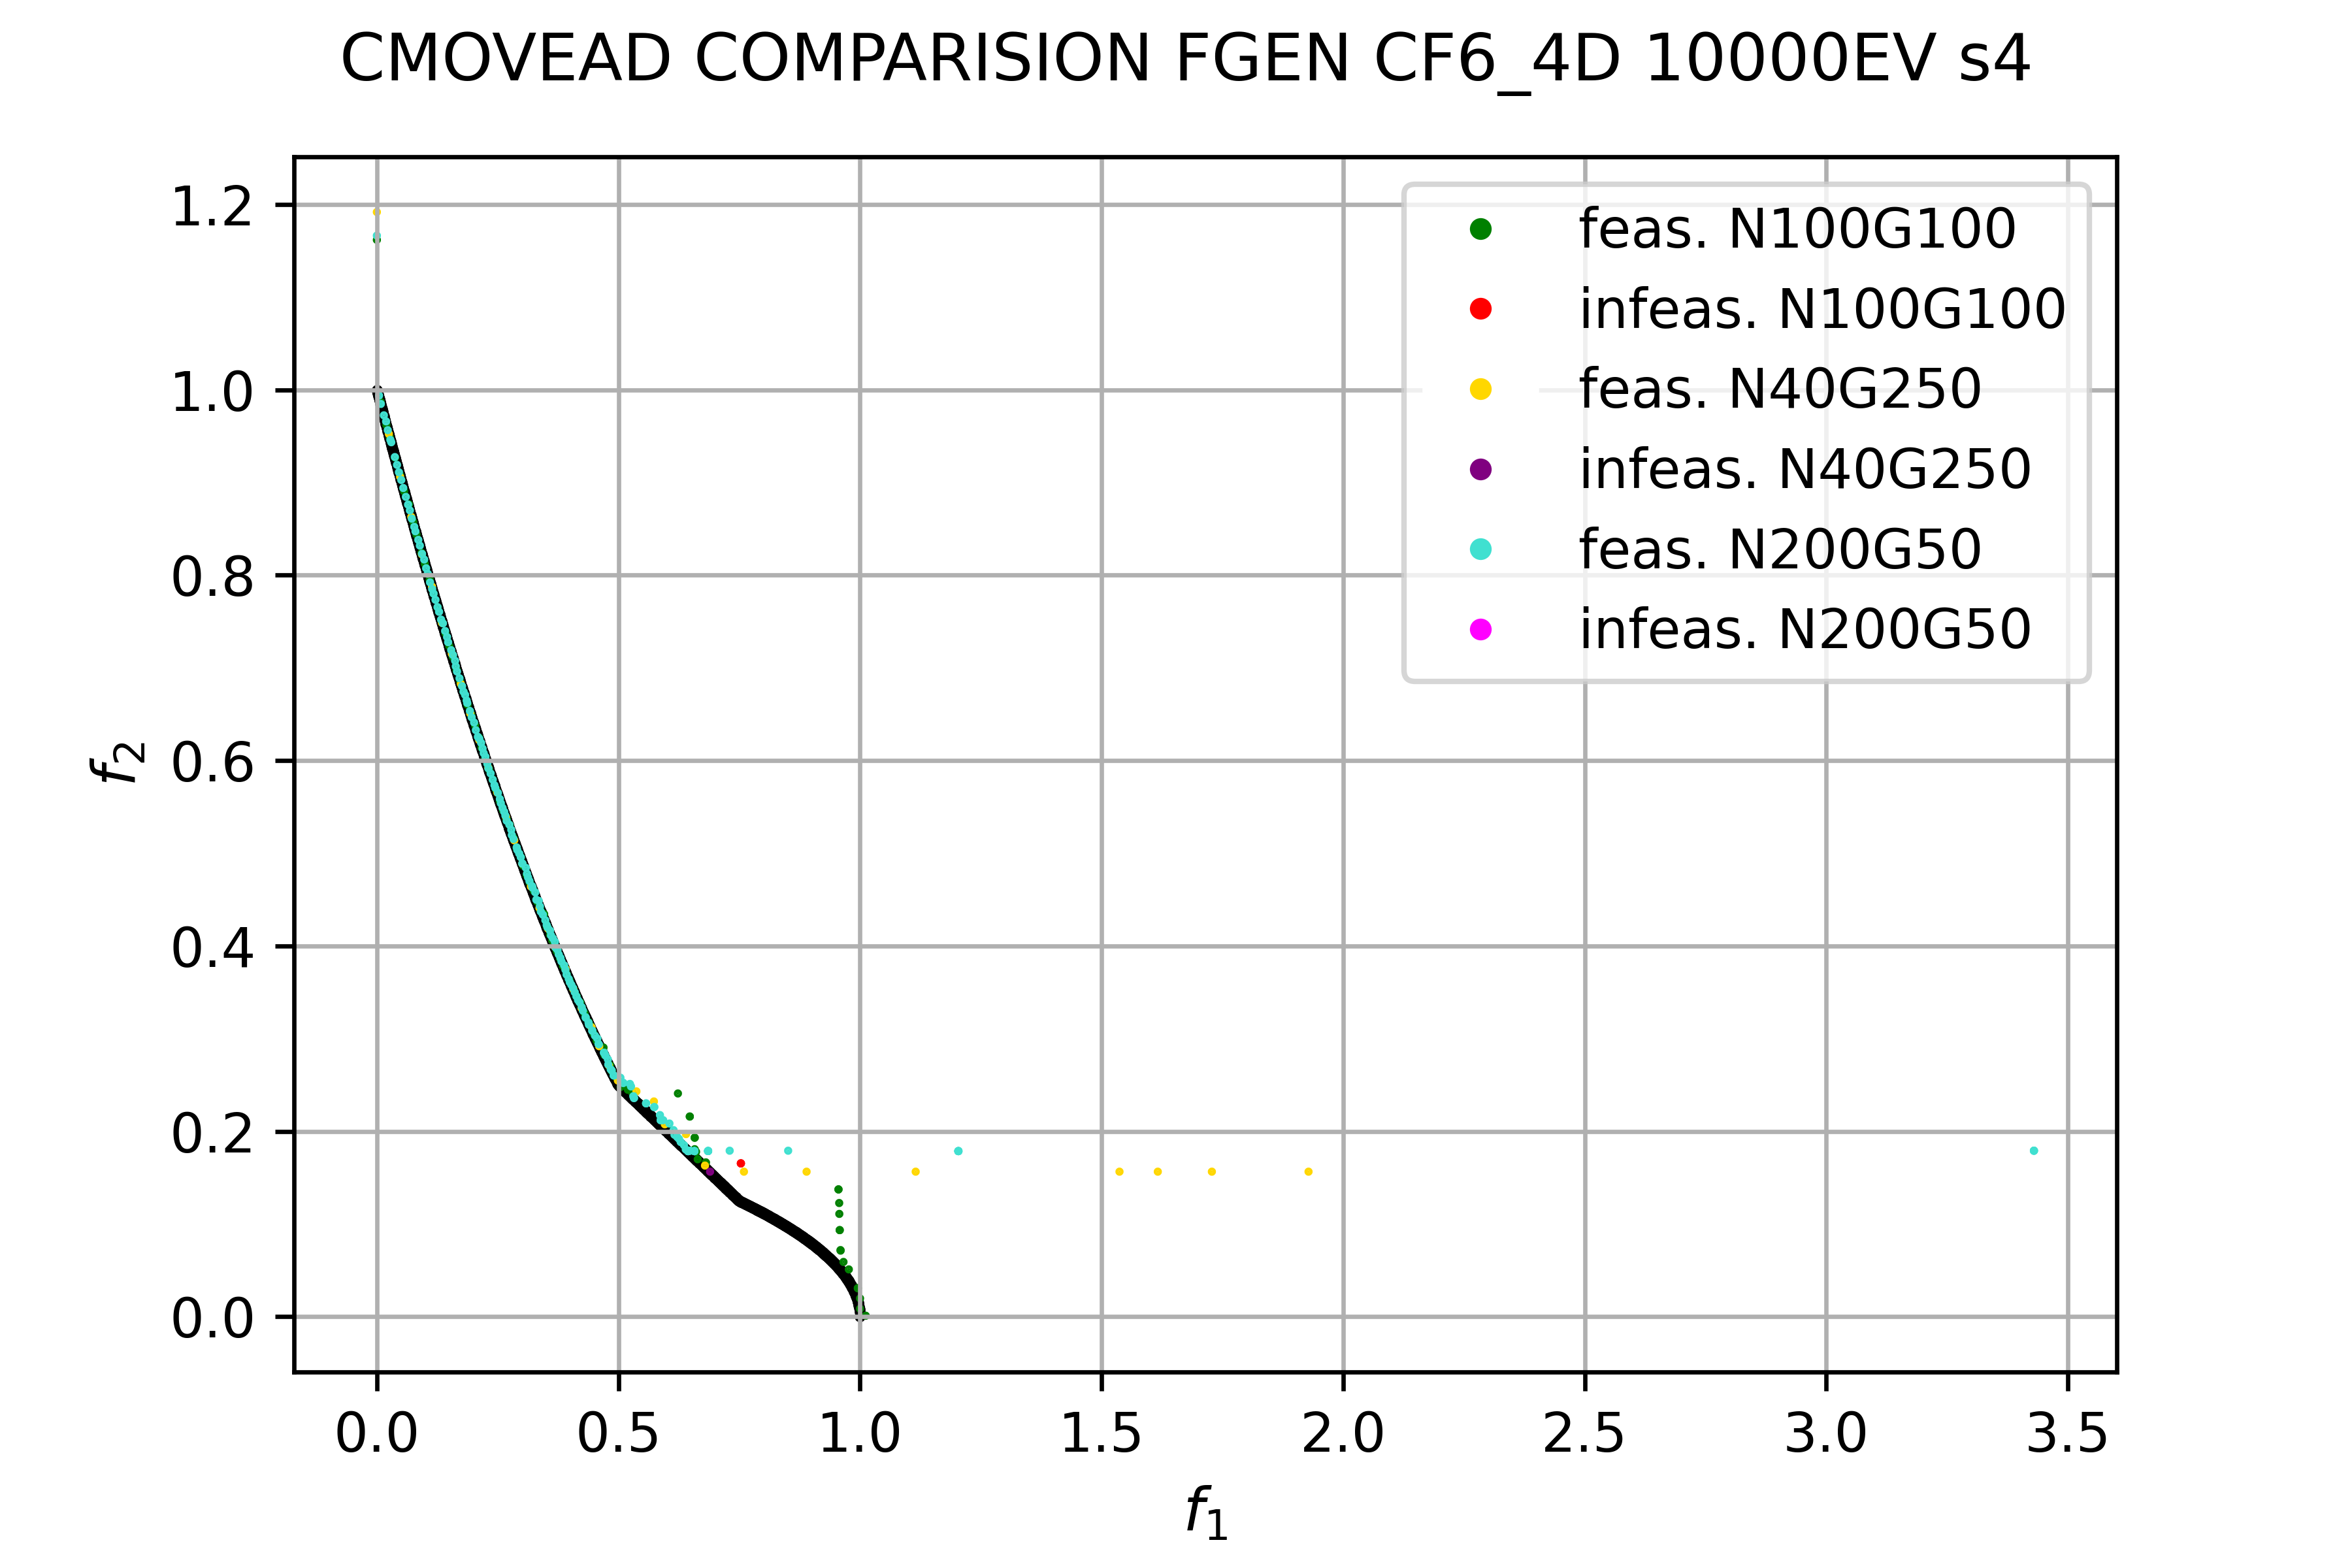 CMOVEAD COMPARISION FGEN CF6_4D 10000EV s4
1.2
1.0
0.8
0.6
0.4
0.2
0.0
f2
feas. N100G100
infeas. N100G100
feas. N40G250
infeas. N40G250
feas. N200G50
infeas. N200G50
0.0 0.5 1.0 1.5 2.0 2.5 3.0 3.5
f1